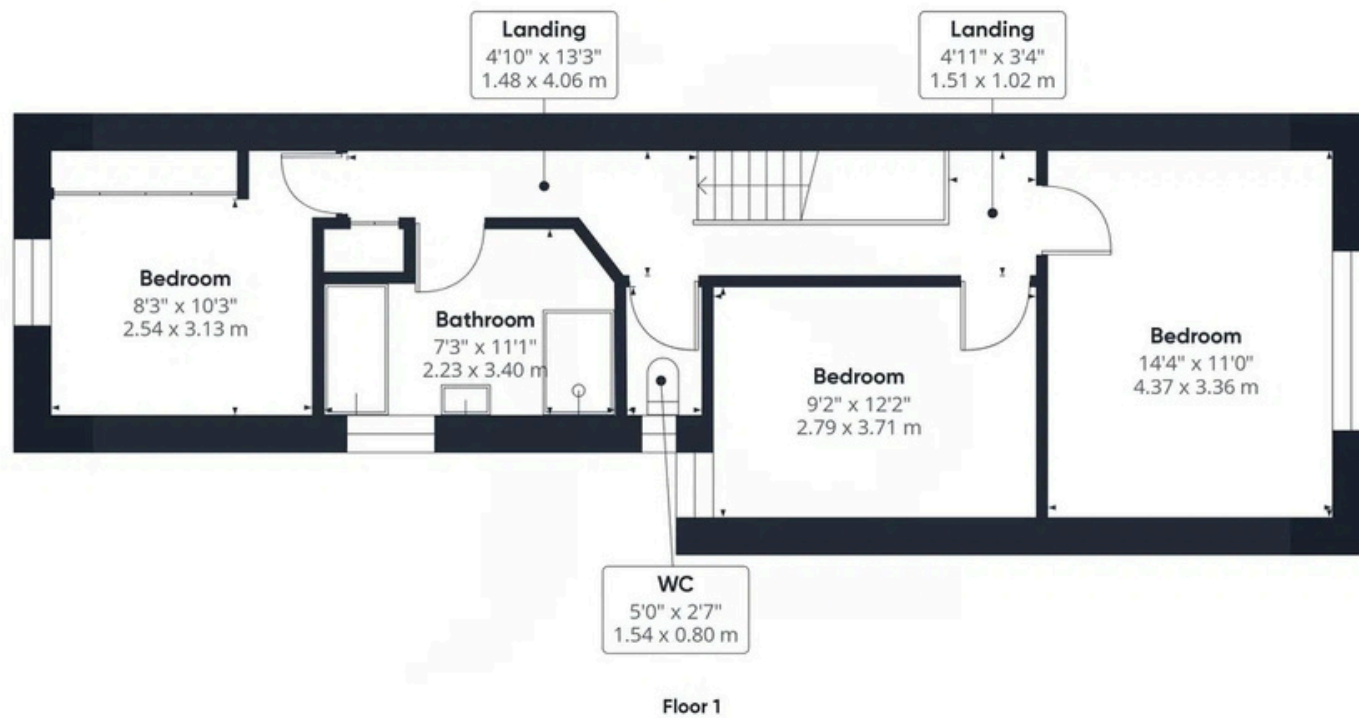 Landing
4'10" x 13'3"
1.48 x 4.06 m
Landing
4'11" x 3'4"
1.51 x 1.02 m
Bedroom
8'3" x 10'3"
2.54 x 3.13 m
Bathroom
7'3" x 11'1"
2.23 x 3.40 m
Bedroom
9'2" x 12'2"
2.79 x 3.71 m
Bedroom
14'4" x 11'0"
4.37 x 3.36 m
WC
5'0" x 2'7"
1.54 x 0.80 m
Floor 1